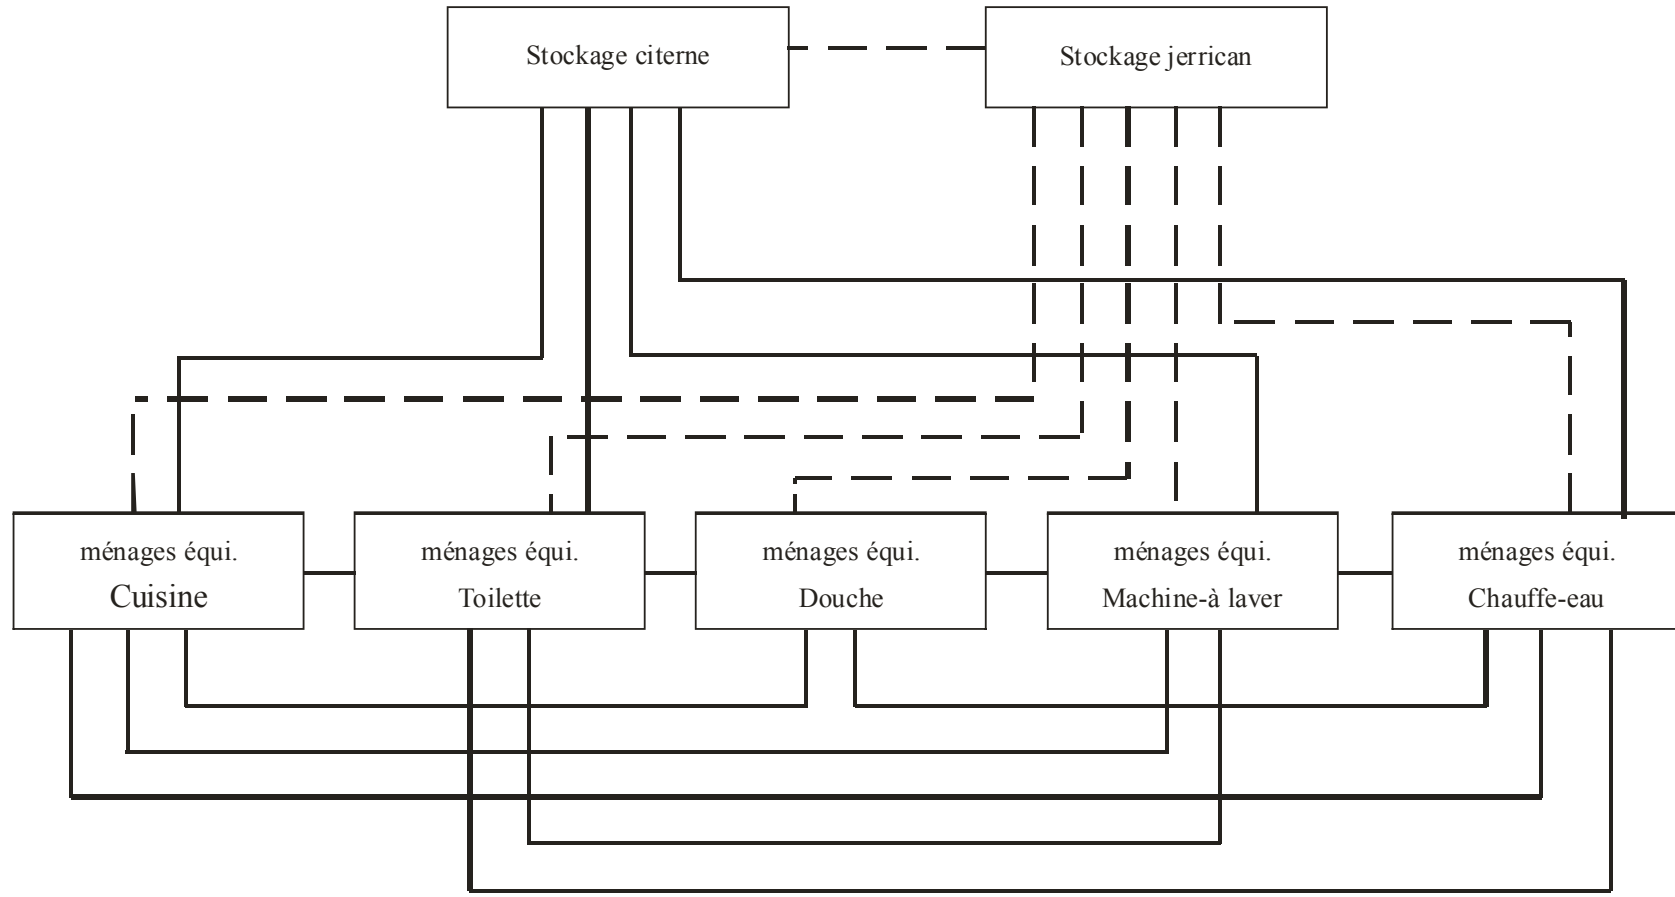 Stockage citerne
Stockage jerrican
ménages équi.
Cuisine
ménages équi.
Toilette
ménages équi.
Douche
ménages équi.
Machine-à laver
ménages équi.
Chauffe-eau